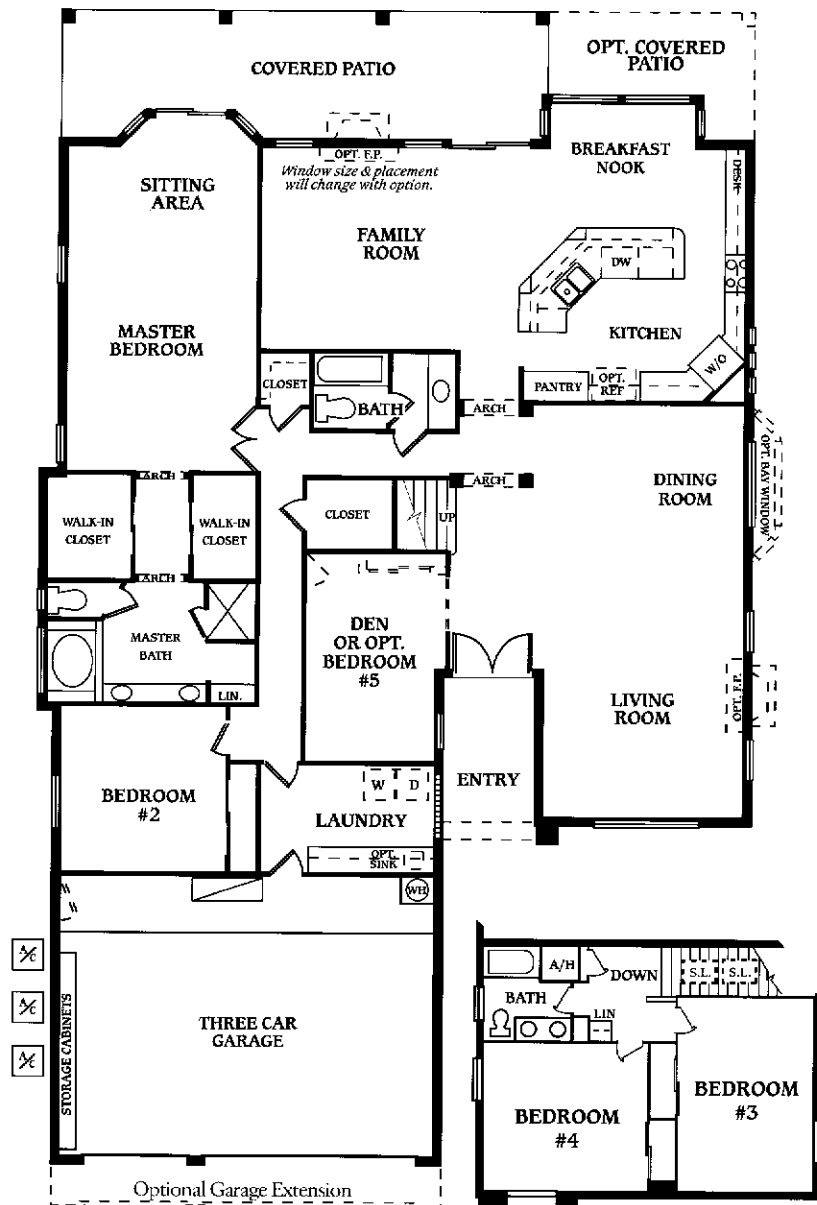 COVERED PATIO
OPT. COVERED
PATIO
OPT. F.P.
Window size & placement
will change with option.
BREAKFAST
NOOK
DESK
SITTING
AREA
FAMILY
ROOM
DW
MASTER
BEDROOM
KITCHEN
W/O
CLOSET
BATH
PANTRY
OPT.
REF
ARCH
ARCH
ARCH
DINING
ROOM
OPT. BAY WINDOW
WALK-IN
CLOSET
WALK-IN
CLOSET
CLOSET
UP
ARCH
DEN
OR OPT.
BEDROOM
#5
MASTER
BATH
LIN.
LIVING
ROOM
OPT. F.P.
BEDROOM
#2
W
D
ENTRY
LAUNDRY
OPT.
SINK
WH
A/C
A/C
A/C
STORAGE CABINETS
THREE CAR
GARAGE
Optional Garage Extension
A/H
DOWN
S.L.
S.L.
BATH
LIN
BEDROOM
#3
BEDROOM
#4